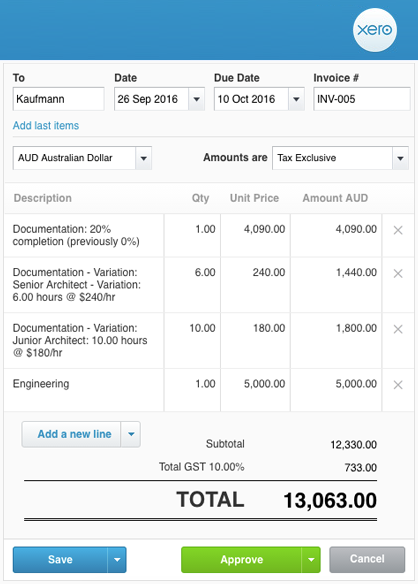 xero
To Date Due Date Invoice #
Kaufmann 26 Sep 2016 10 Oct 2016 INV-005
Add last items
AUD Australian Dollar Amounts are Tax Exclusive
Description Qty Unit Price Amount AUD
Documentation: 20% 1.00 4,090.00 4,090.00
completion (previously 0%)
Documentation - Variation: 6.00 240.00 1,440.00
Senior Architect - Variation:
6.00 hours @ $240/hr
Documentation - Variation: 10.00 180.00 1,800.00
Junior Architect: 10.00 hours
@ $180/hr
Engineering 1.00 5,000.00 5,000.00
Add a new line
Subtotal 12,330.00
Total GST 10.00% 733.00
TOTAL 13,063.00
Save Approve Cancel